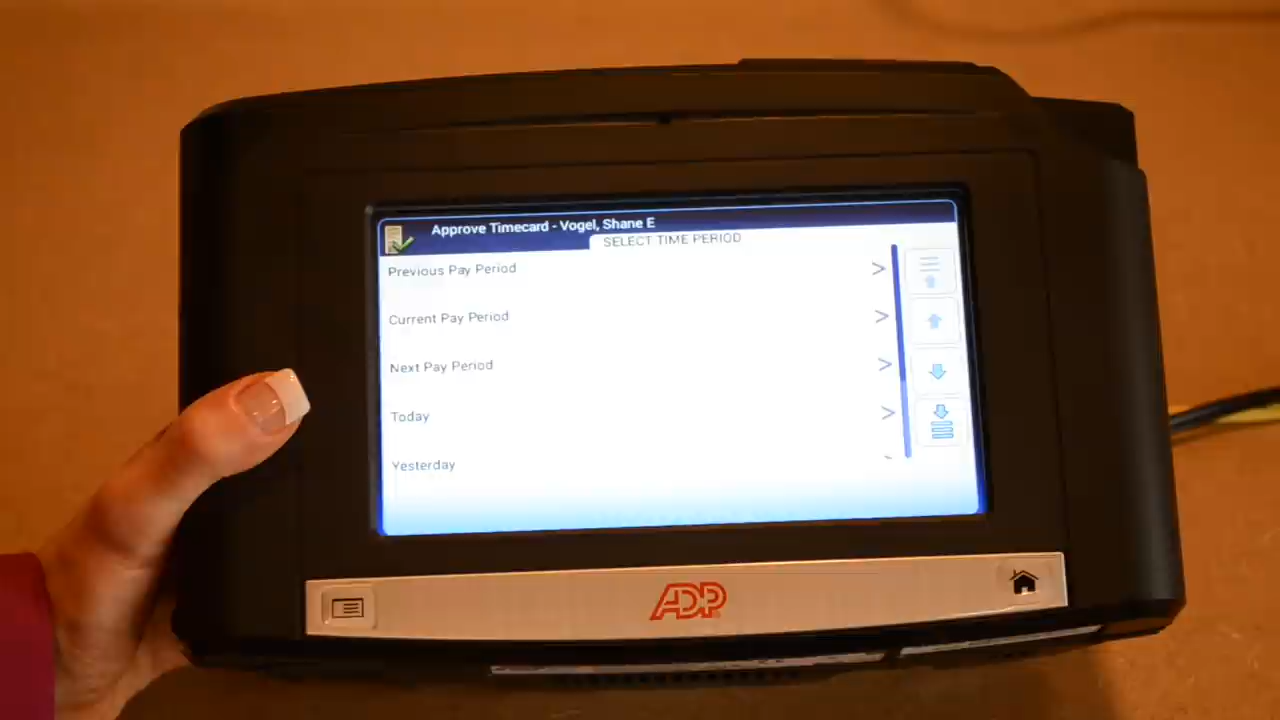 Approve Timecard - Vogel, Shane E
SELECT TIME PERIOD
Previous Pay Period >
Current Pay Period >
Next Pay Period >
Today >
Yesterday
ADP